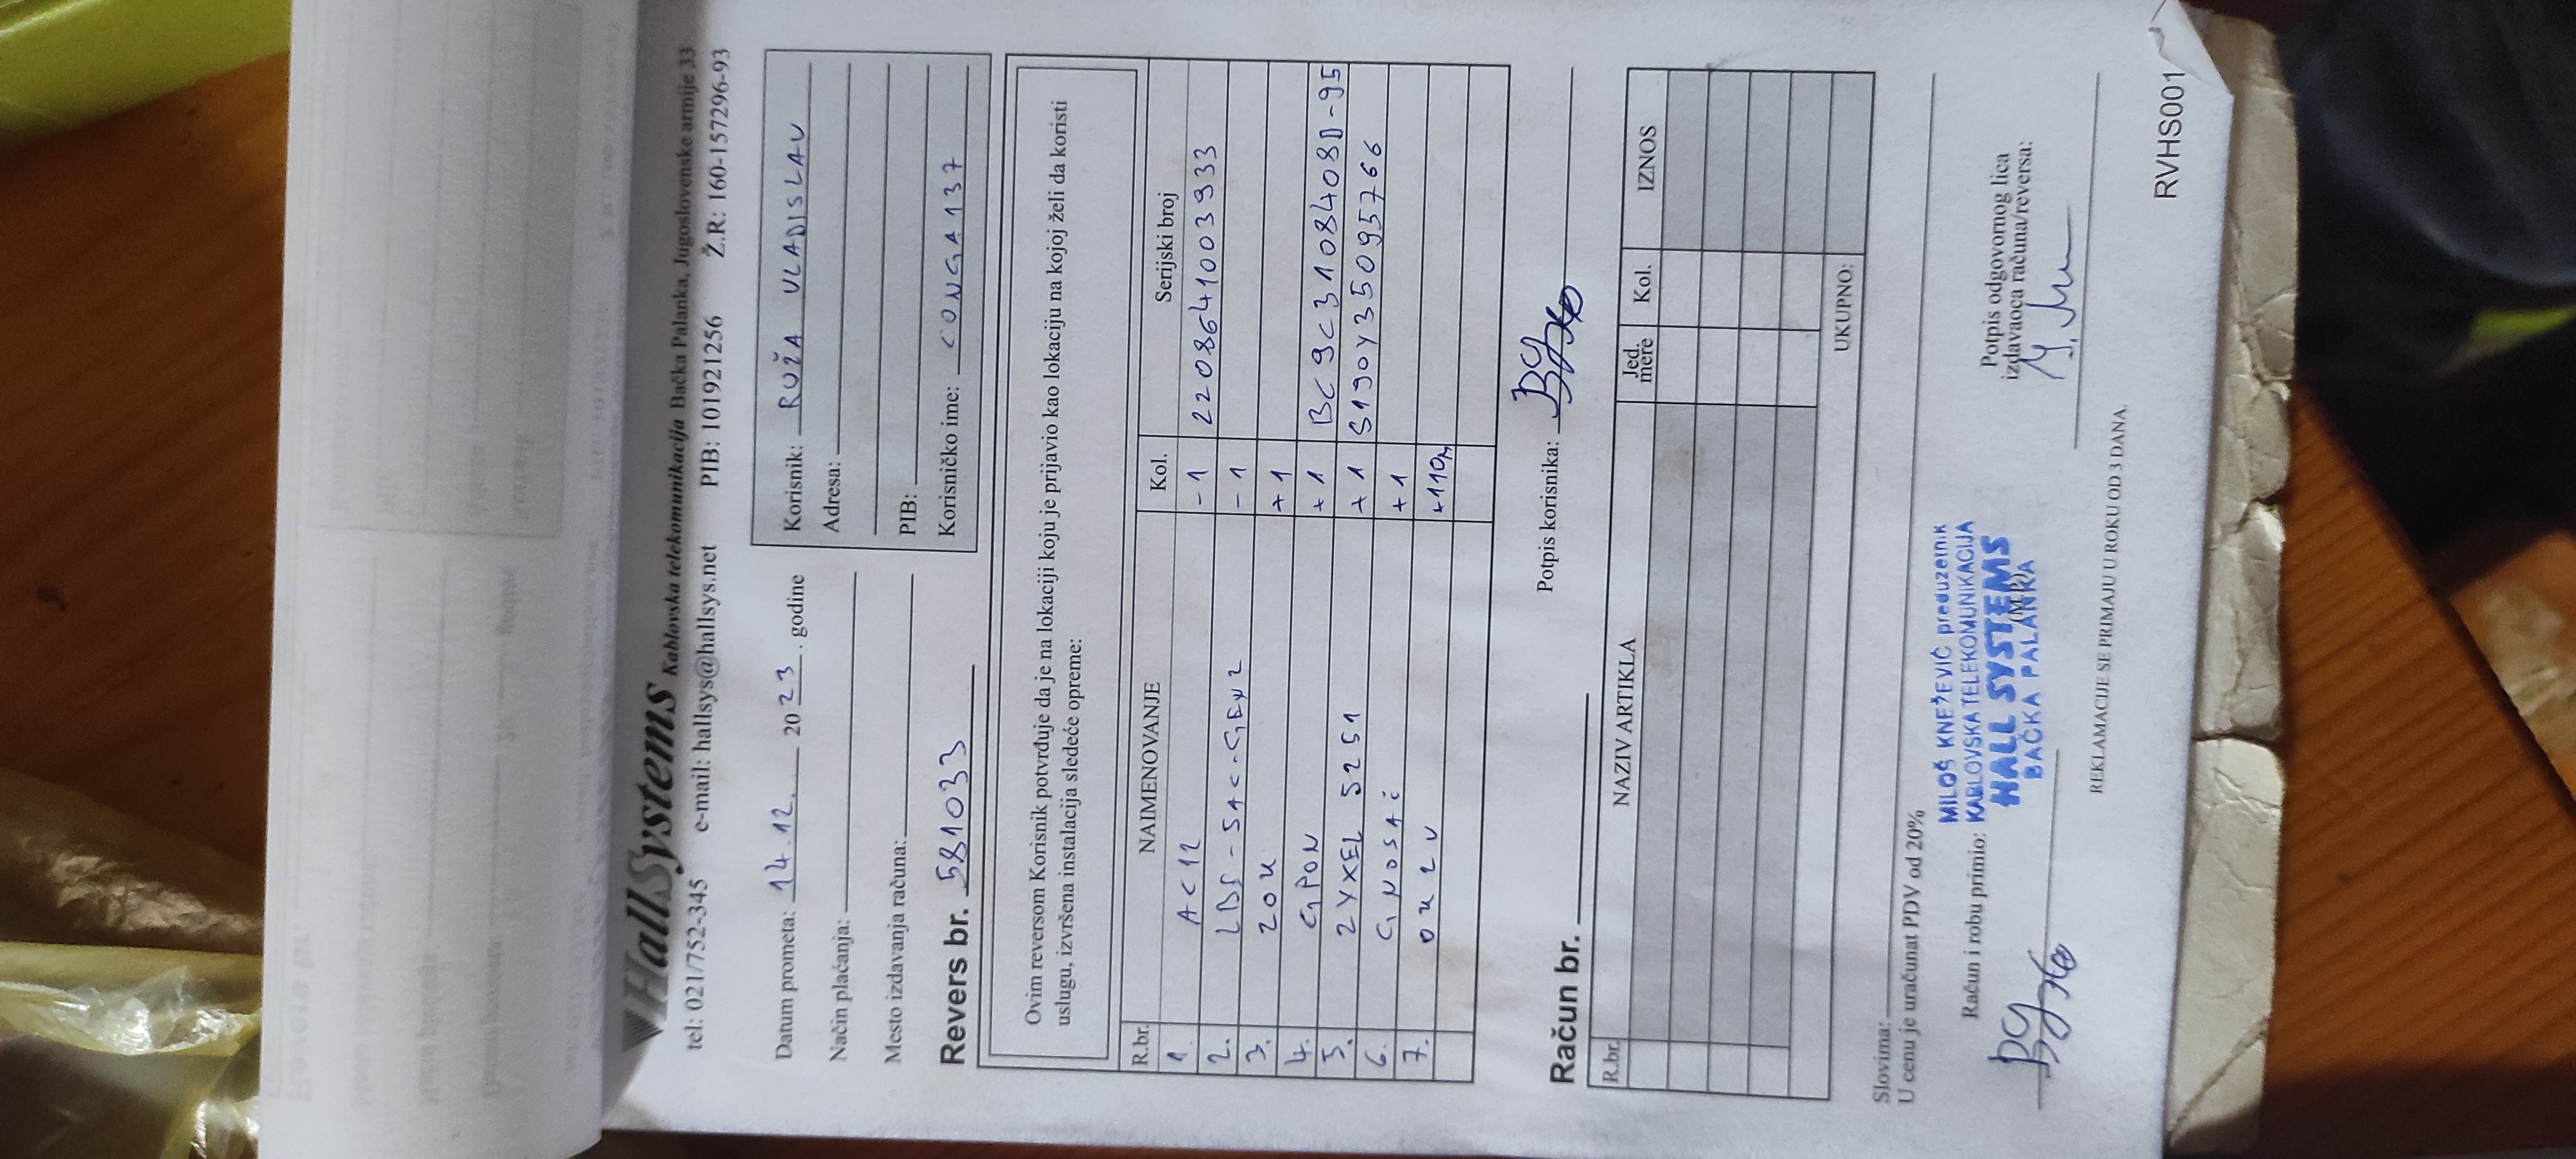 HallSystems Kablovska telekomunikacija Bačka Palanka, Jugoslovenske armije 33
tel: 021/752-345 e-mail: hallsys@hallsys.net PIB: 101921256 Ž.R: 160-157296-93
Datum prometa: 14.12. 2023. godine
Način plaćanja:
Mesto izdavanja računa:
Revers br. 581033
Korisnik: RUŽA VLADISLAV
Adresa:
PIB:
Korisničko ime: CONGA137
Ovim reversom Korisnik potvrđuje da je na lokaciji koju je prijavio kao lokaciju na kojoj želi da koristi
uslugu, izvršena instalacija sledeće opreme:
R.br. NAIMENOVANJE Kol. Serijski broj
1. AC12 -1 2208641003933
2. LBE-5AC-GEN2 -1
3. ZOK +1
4. GPON +1 BC9C3108408D-95
5. ZYXEL 5251 +1 S190Y35095766
6. G NOSAČ +1
7. +110m
Potpis korisnika:
Račun br.
R.br. NAZIV ARTIKLA Jed. mere Kol. IZNOS
UKUPNO:
Slovima:
U cenu je uračunat PDV od 20%
Račun i robu primio:
MILOŠ KNEŽEVIĆ preduzetnik
KABLOVSKA TELEKOMUNIKACIJA
HALL SYSTEMS
(M.P.)
BAČKA PALANKA
Potpis odgovornog lica
izdavaoca računa/reversa:
REKLAMACIJE SE PRIMAJU U ROKU OD 3 DANA.
RVHS001